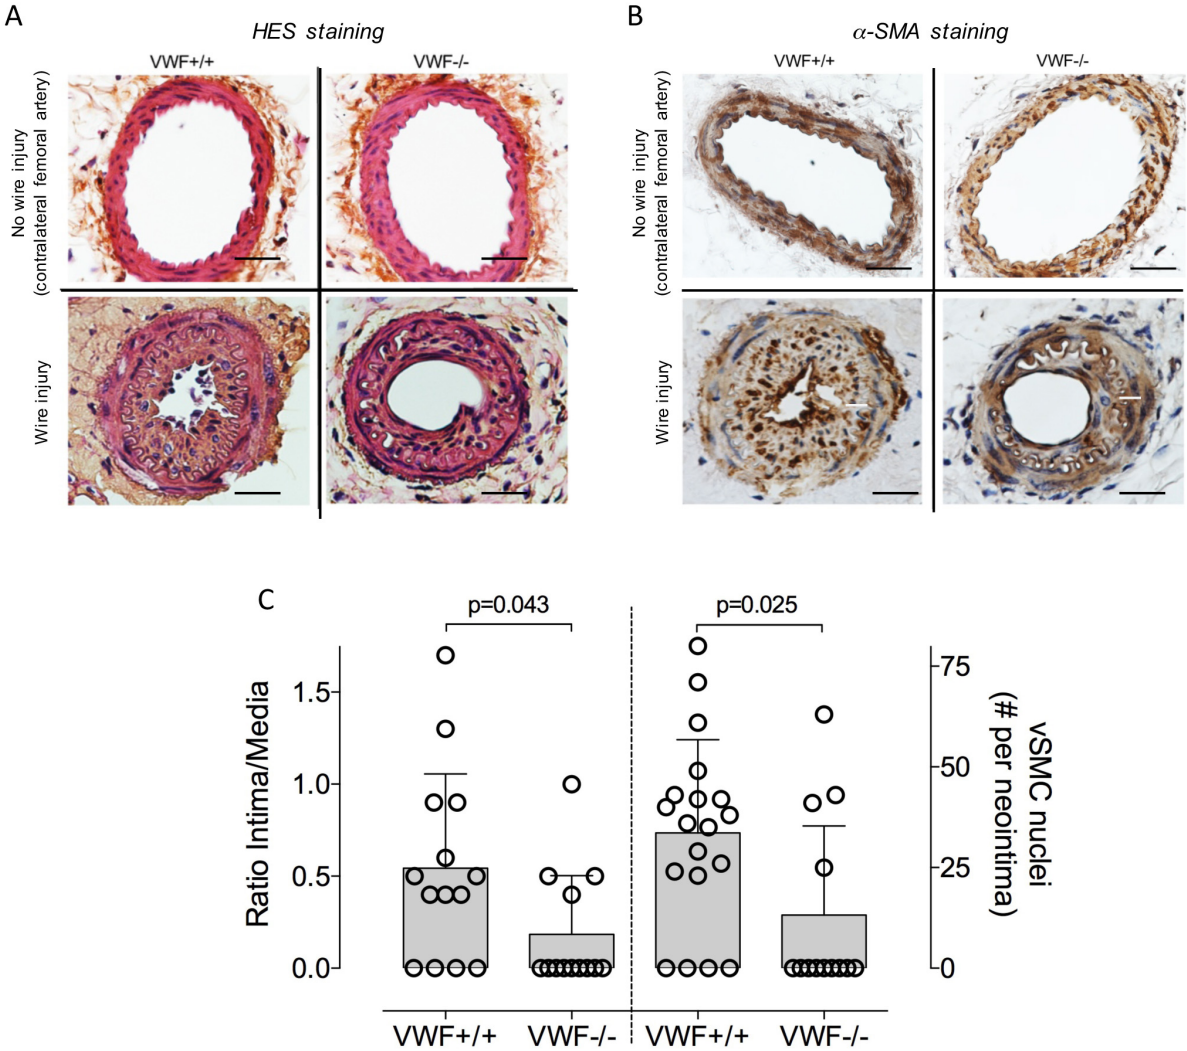 A
HES staining
VWF+/+
VWF-/-
No wire injury
(contralateral femoral artery)
Wire injury
B
α-SMA staining
VWF+/+
VWF-/-
No wire injury
(contralateral femoral artery)
Wire injury
C
p=0.043
p=0.025
Ratio Intima/Media
1.5
1.0
0.5
0.0
75
50
25
0
vSMC nuclei
(# per neointima)
VWF+/+
VWF-/-
VWF+/+
VWF-/-